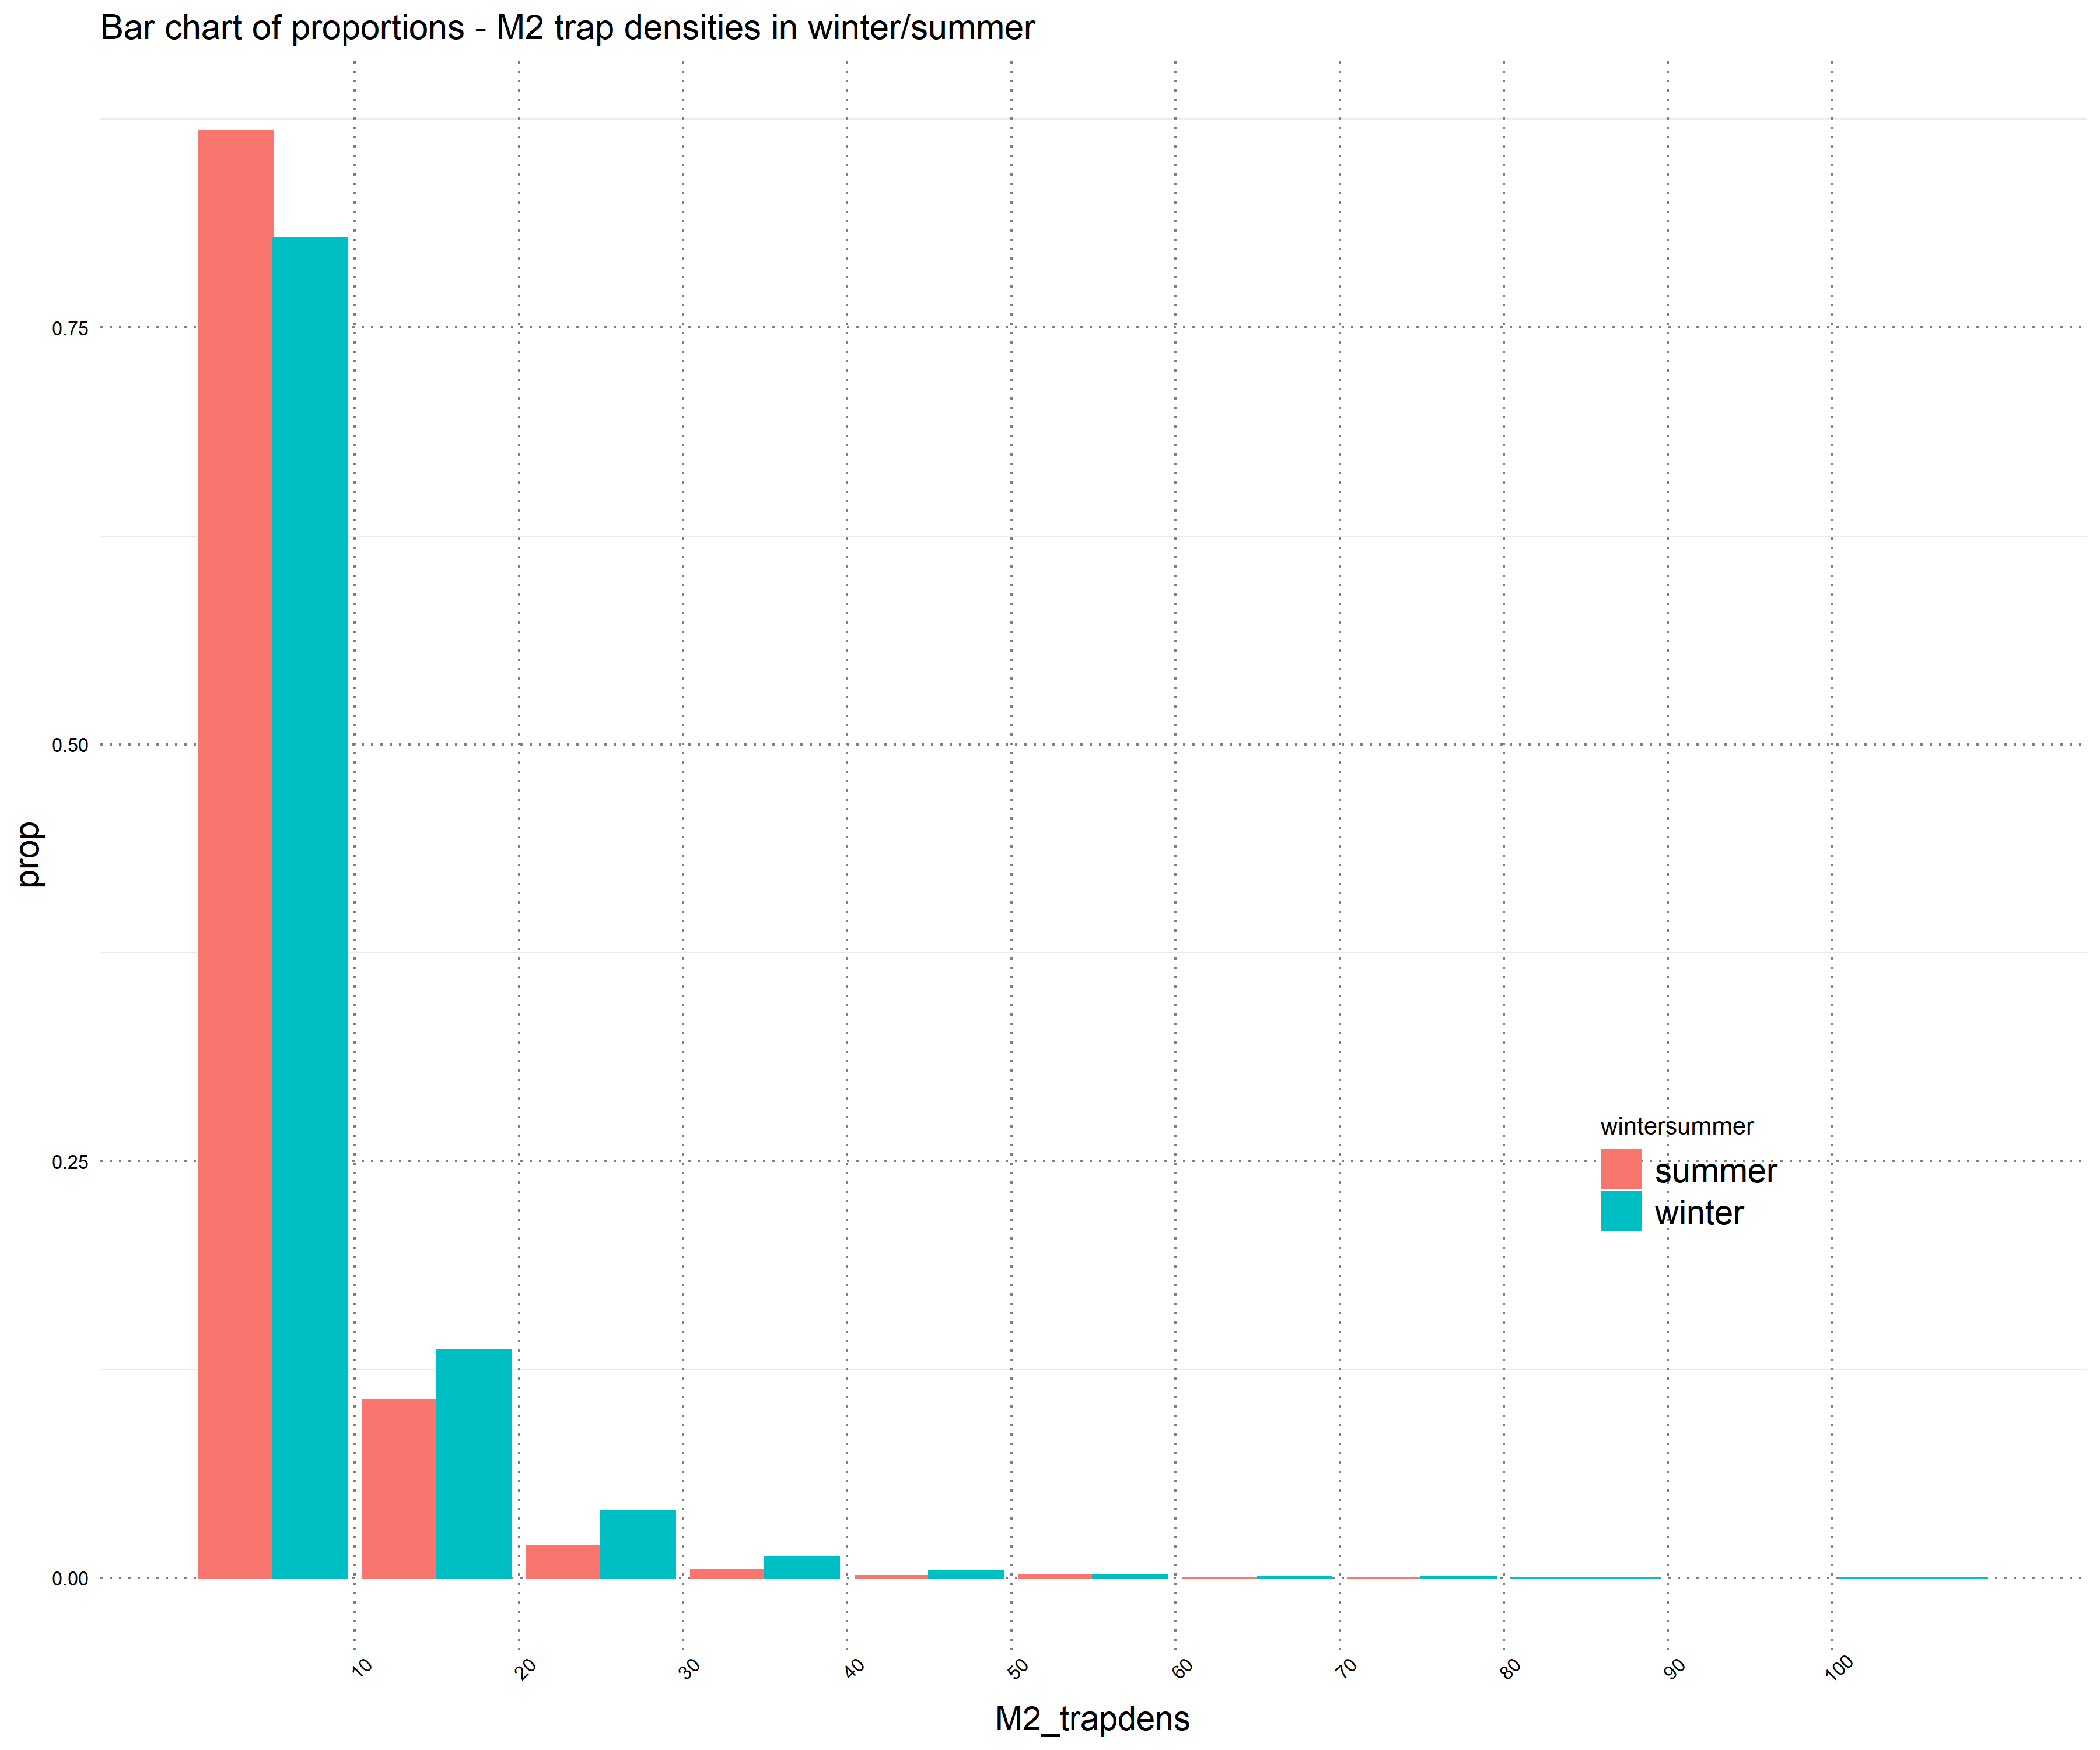 Bar chart of proportions - M2 trap densities in winter/summer
prop
0.75
0.50
0.25
0.00
wintersummer
summer
winter
10 20 30 40 50 60 70 80 90 100
M2_trapdens